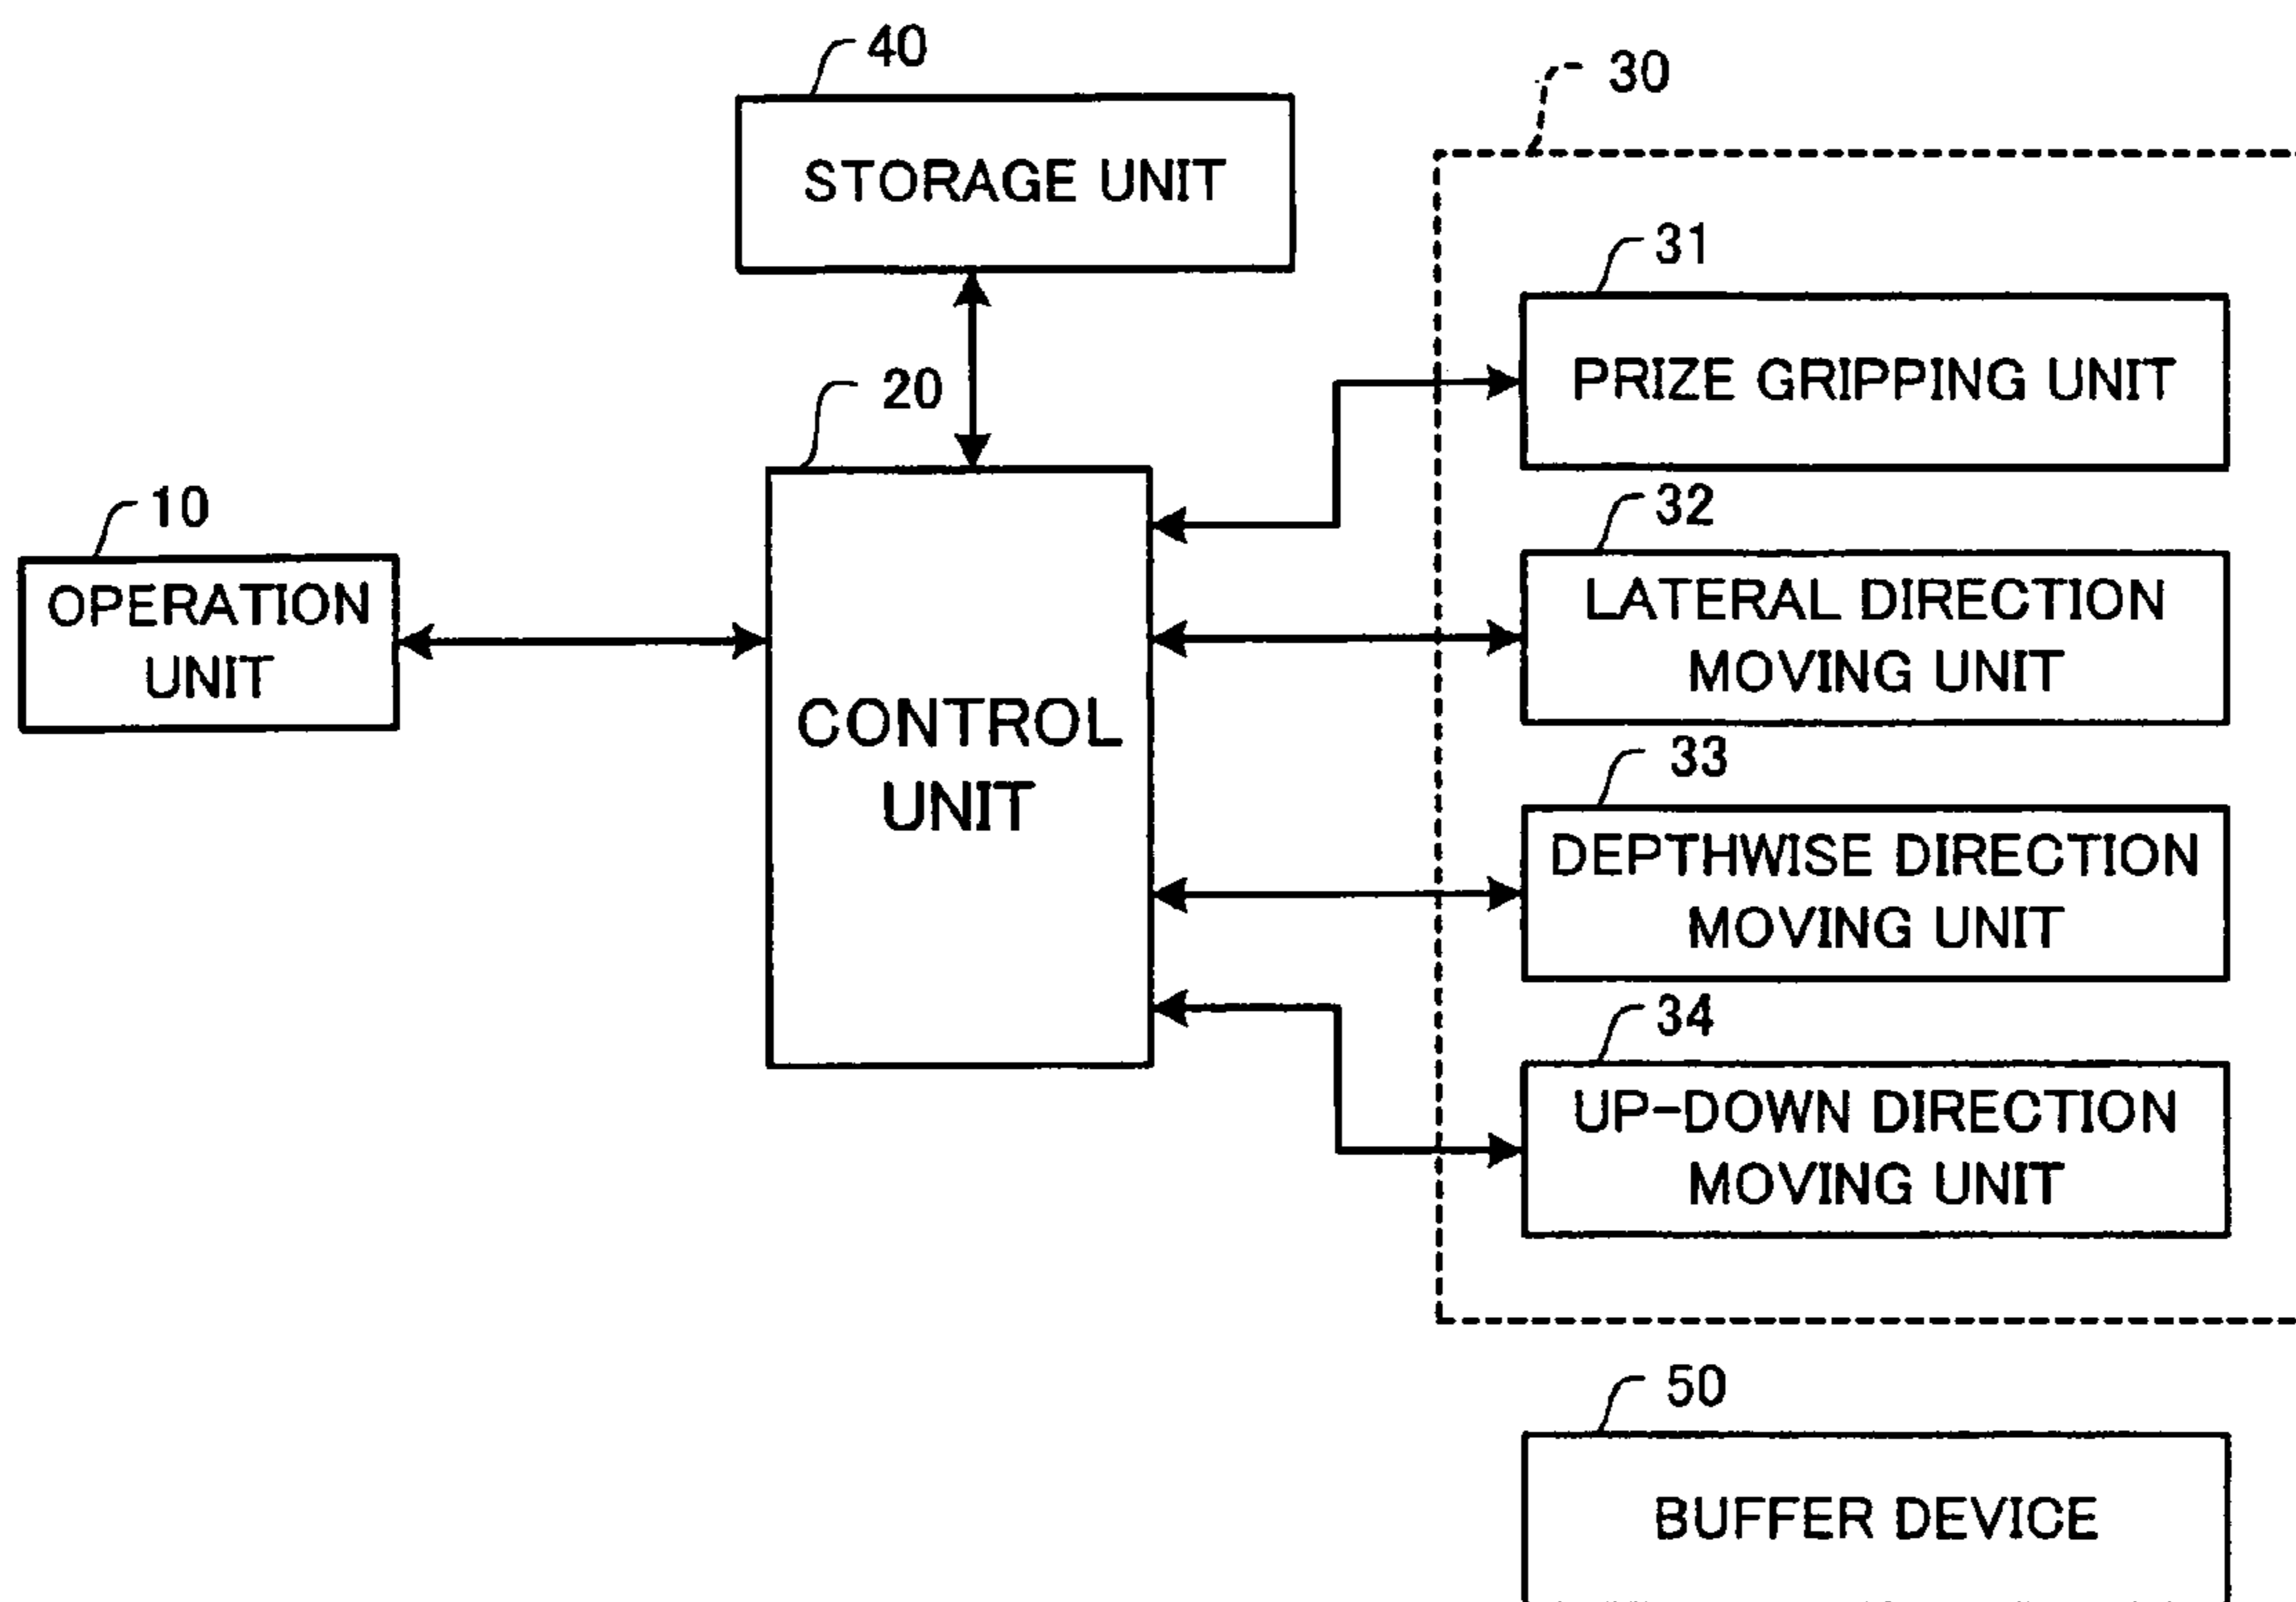 40
STORAGE UNIT
30
31
PRIZE GRIPPING UNIT
20
CONTROL
UNIT
10
OPERATION
UNIT
32
LATERAL DIRECTION
MOVING UNIT
33
DEPTHWISE DIRECTION
MOVING UNIT
34
UP-DOWN DIRECTION
MOVING UNIT
50
BUFFER DEVICE